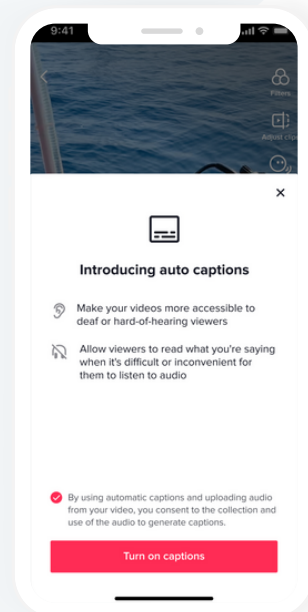 9:41
Filters
Adjust clips
Introducing auto captions
Make your videos more accessible to
deaf or hard-of-hearing viewers
Allow viewers to read what you're saying
when it's difficult or inconvenient for
them to listen to audio
By using automatic captions and uploading audio
from your video, you consent to the collection and
use of the audio to generate captions.
Turn on captions